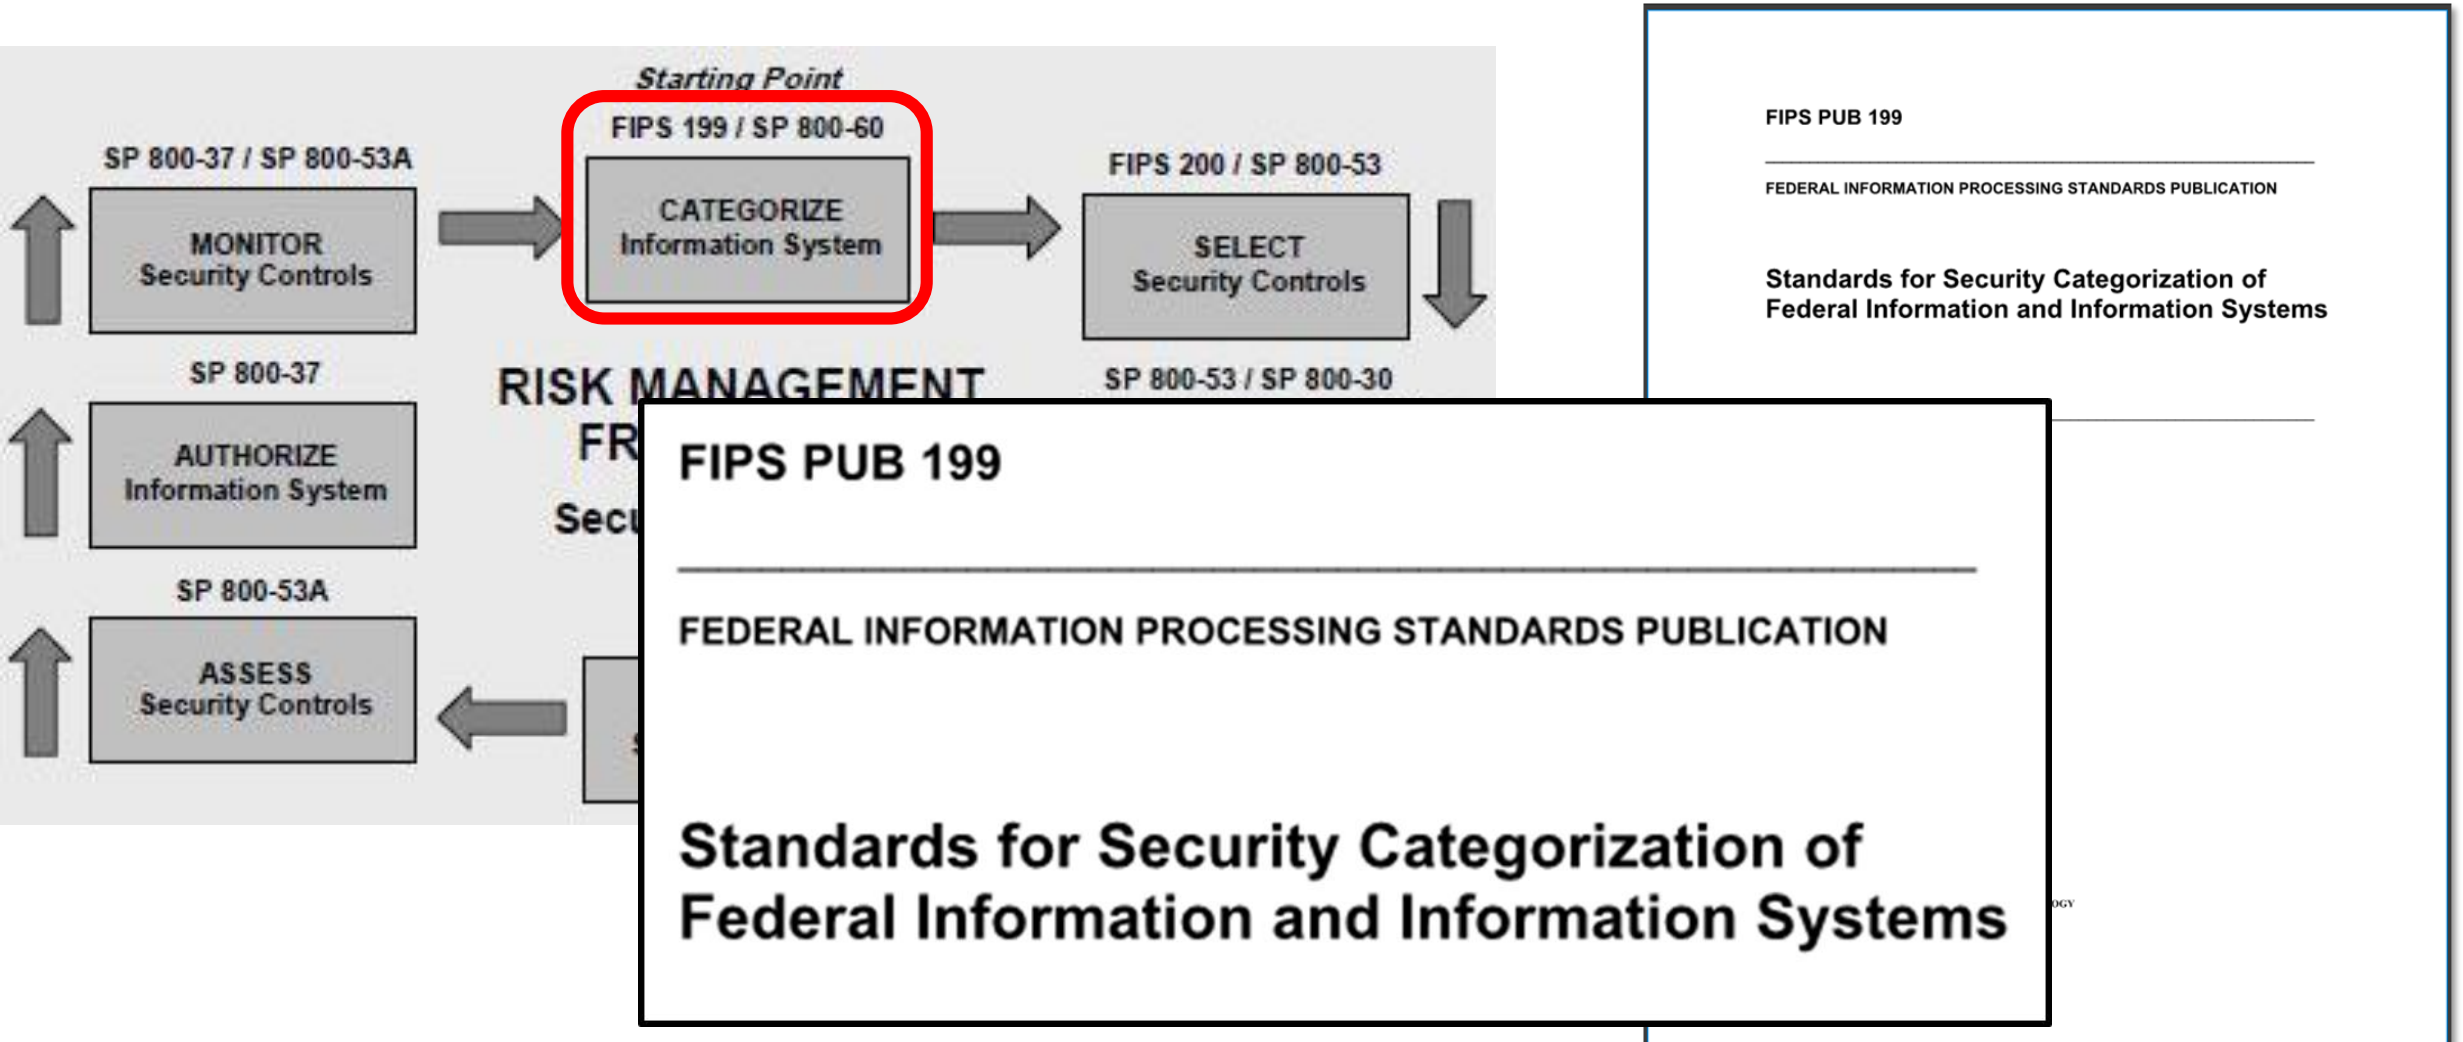 Starting Point
FIPS 199 / SP 800-60
CATEGORIZE
Information System
SP 800-37 / SP 800-53A
MONITOR
Security Controls
FIPS 200 / SP 800-53
SELECT
Security Controls
SP 800-37
AUTHORIZE
Information System
RISK MANAGEMENT
SP 800-53 / SP 800-30
SP 800-53A
ASSESS
Security Controls
FIPS PUB 199
FEDERAL INFORMATION PROCESSING STANDARDS PUBLICATION
Standards for Security Categorization of
Federal Information and Information Systems
FIPS PUB 199
FEDERAL INFORMATION PROCESSING STANDARDS PUBLICATION
Standards for Security Categorization of
Federal Information and Information Systems